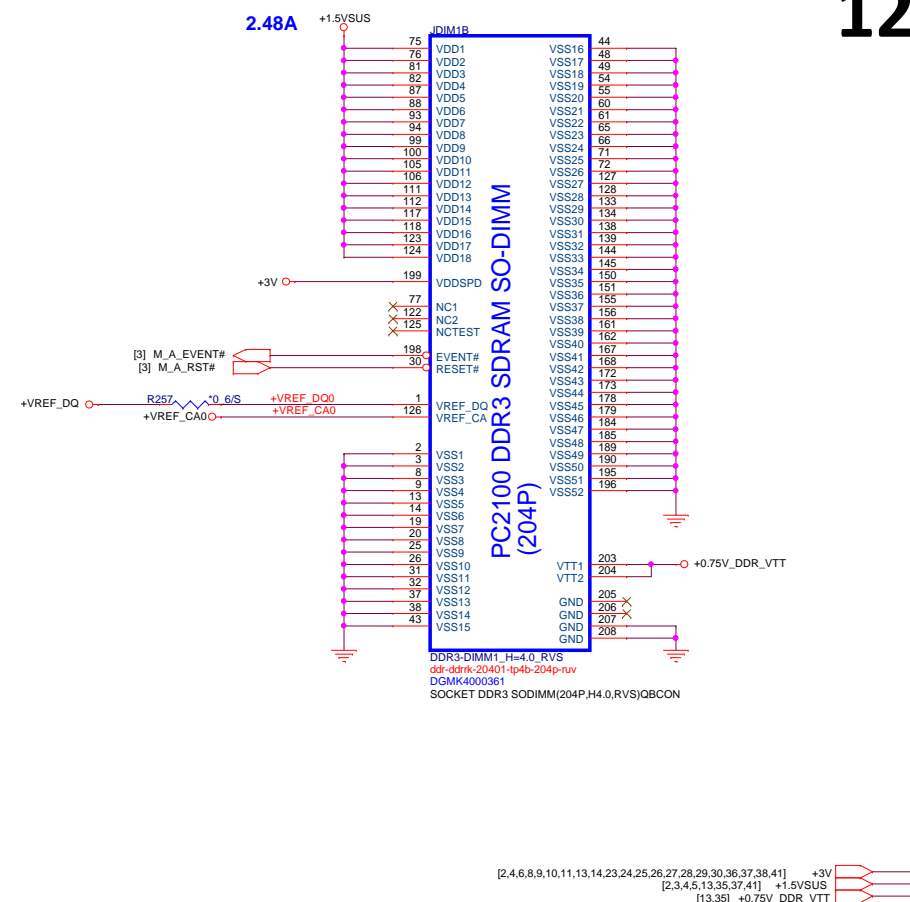 12
2.48A
+1.5VSUS
JDIM1B
75 VDD1
76 VDD2
81 VDD3
82 VDD4
87 VDD5
88 VDD6
93 VDD7
94 VDD8
99 VDD9
100 VDD10
105 VDD11
106 VDD12
111 VDD13
112 VDD14
117 VDD15
118 VDD16
123 VDD17
124 VDD18
+3V 199 VDDSPD
77 NC1
122 NC2
125 NCTEST
[3] M_A_EVENT# 198 EVENT#
[3] M_A_RST# 30 RESET#
+VREF_DQ R257 *0_6/S +VREF_DQ0 1 VREF_DQ
+VREF_CA0 +VREF_CA0 126 VREF_CA
2 VSS1
3 VSS2
8 VSS3
9 VSS4
13 VSS5
14 VSS6
19 VSS7
20 VSS8
25 VSS9
26 VSS10
31 VSS11
32 VSS12
37 VSS13
38 VSS14
43 VSS15
PC2100 DDR3 SDRAM SO-DIMM
(204P)
VSS16 44
VSS17 48
VSS18 49
VSS19 54
VSS20 55
VSS21 60
VSS22 61
VSS23 65
VSS24 66
VSS25 71
VSS26 72
VSS27 127
VSS28 128
VSS29 133
VSS30 134
VSS31 138
VSS32 139
VSS33 144
VSS34 145
VSS35 150
VSS36 151
VSS37 155
VSS38 156
VSS39 161
VSS40 162
VSS41 167
VSS42 168
VSS43 172
VSS44 173
VSS45 178
VSS46 179
VSS47 184
VSS48 185
VSS49 189
VSS50 190
VSS51 195
VSS52 196
VTT1 203 +0.75V_DDR_VTT
VTT2 204
GND 205
GND 206
GND 207
GND 208
DDR3-DIMM1_H=4.0_RVS
ddr-ddrrk-20401-tp4b-204p-ruv
DGMK4000361
SOCKET DDR3 SODIMM(204P,H4.0,RVS)QBCON
[2,4,6,8,9,10,11,13,14,23,24,25,26,27,28,29,30,36,37,38,41] +3V
[2,3,4,5,13,35,37,41] +1.5VSUS
[13,35] +0.75V_DDR_VTT